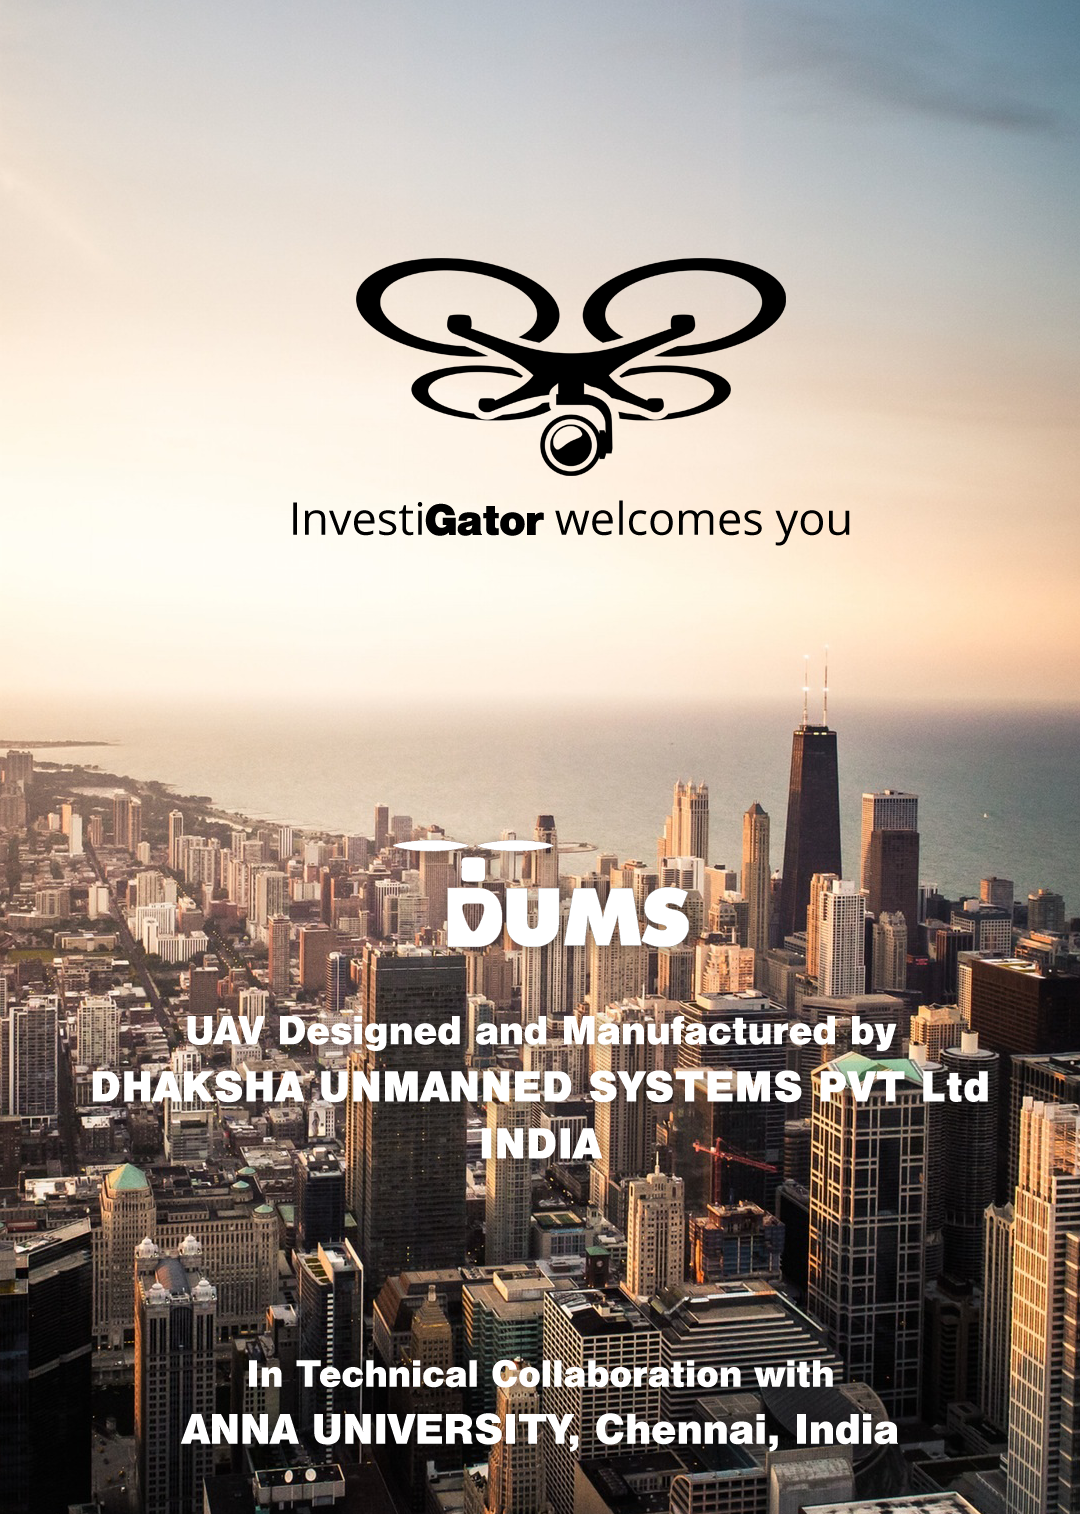 InvestiGator welcomes you
DUMS
UAV Designed and Manufactured by
DHAKSHA UNMANNED SYSTEMS PVT Ltd
INDIA
In Technical Collaboration with
ANNA UNIVERSITY, Chennai, India